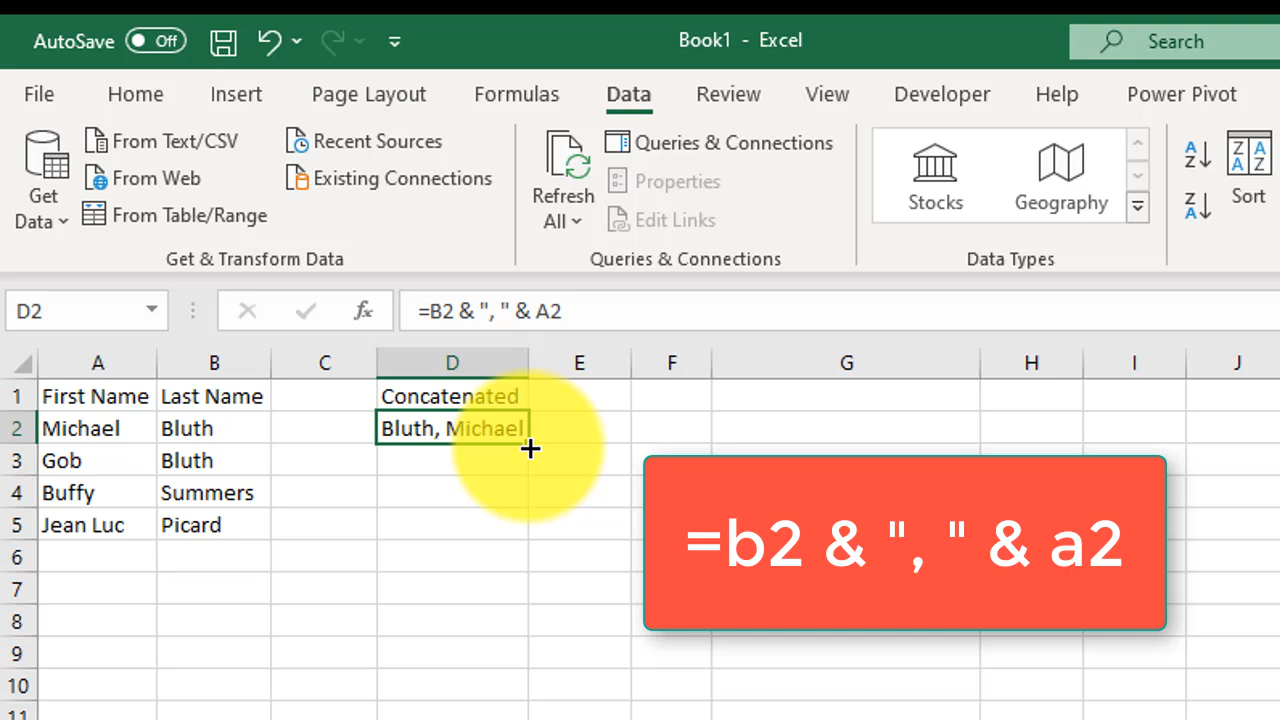 AutoSave Off Book1 - Excel Search
File Home Insert Page Layout Formulas Data Review View Developer Help Power Pivot
Get Data
From Text/CSV
From Web
From Table/Range
Recent Sources
Existing Connections
Get & Transform Data
Refresh All
Queries & Connections
Properties
Edit Links
Queries & Connections
Stocks Geography
Data Types
A Z
Z A
Z A A Z
Sort
D2 fx =B2 & ", " & A2
A B C D E F G H I J
1 First Name Last Name Concatenated
2 Michael Bluth Bluth, Michael
3 Gob Bluth
4 Buffy Summers
5 Jean Luc Picard
6
7
8
9
10
11
=b2 & ", " & a2